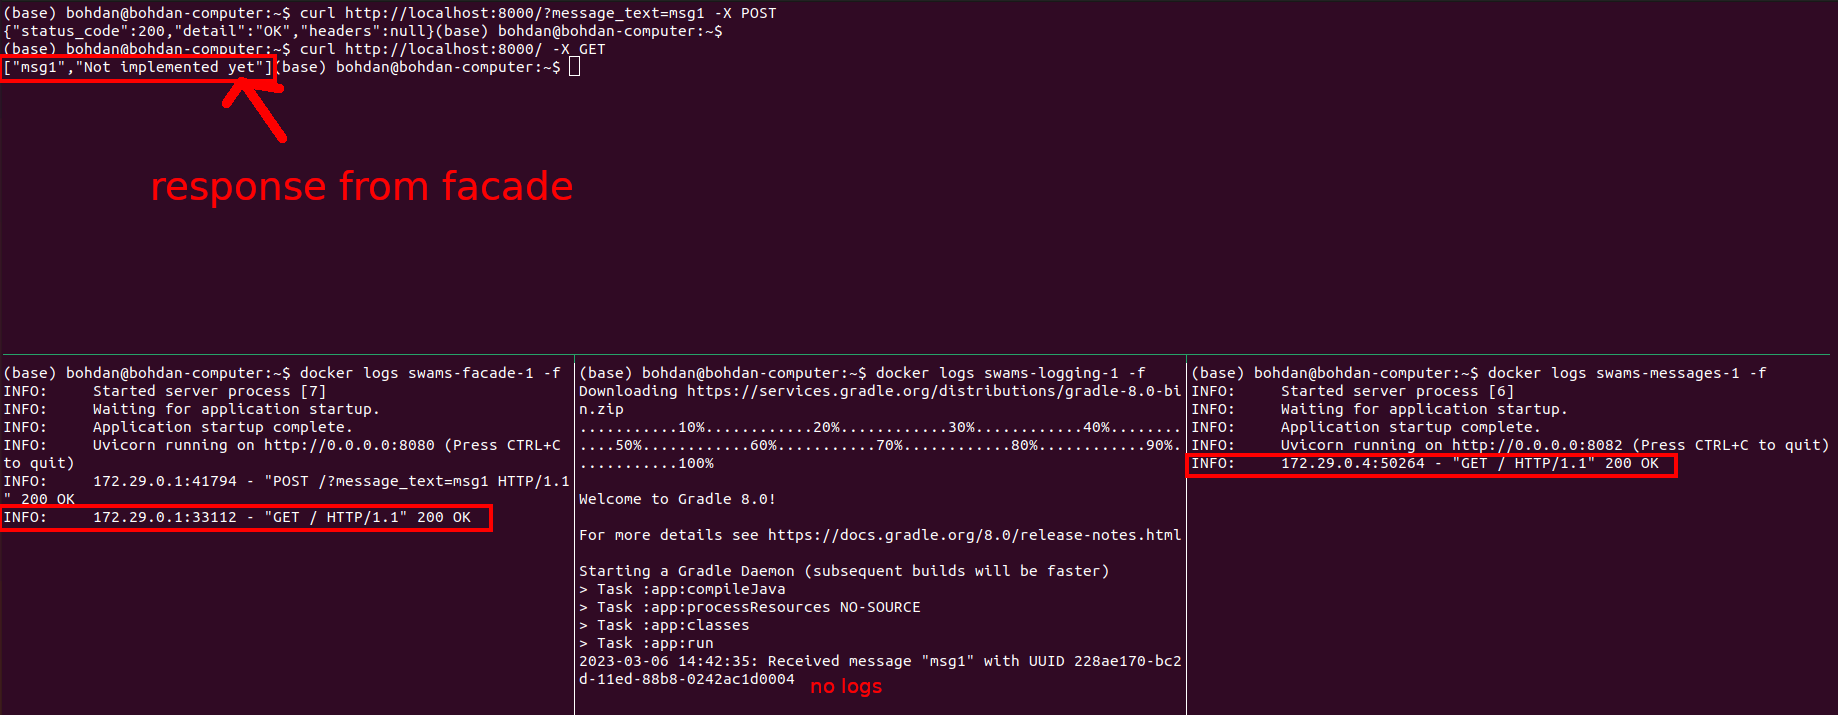 (base) bohdan@bohdan-computer:~$ curl http://localhost:8000/?message_text=msg1 -X POST
{"status_code":200,"detail":"OK","headers":null}(base) bohdan@bohdan-computer:~$
(base) bohdan@bohdan-computer:~$ curl http://localhost:8000/ -X GET
["msg1","Not implemented yet"](base) bohdan@bohdan-computer:~$
response from facade
(base) bohdan@bohdan-computer:~$ docker logs swams-facade-1 -f
INFO:     Started server process [7]
INFO:     Waiting for application startup.
INFO:     Application startup complete.
INFO:     Uvicorn running on http://0.0.0.0:8080 (Press CTRL+C
to quit)
INFO:     172.29.0.1:41794 - "POST /?message_text=msg1 HTTP/1.1
" 200 OK
INFO:     172.29.0.1:33112 - "GET / HTTP/1.1" 200 OK
(base) bohdan@bohdan-computer:~$ docker logs swams-logging-1 -f
Downloading https://services.gradle.org/distributions/gradle-8.0-bi
n.zip
...........10%............20%............30%............40%........
....50%............60%...........70%............80%............90%.
...........100%
Welcome to Gradle 8.0!
For more details see https://docs.gradle.org/8.0/release-notes.html
Starting a Gradle Daemon (subsequent builds will be faster)
> Task :app:compileJava
> Task :app:processResources NO-SOURCE
> Task :app:classes
> Task :app:run
2023-03-06 14:42:35: Received message "msg1" with UUID 228ae170-bc2
d-11ed-88b8-0242ac1d0004
no logs
(base) bohdan@bohdan-computer:~$ docker logs swams-messages-1 -f
INFO:     Started server process [6]
INFO:     Waiting for application startup.
INFO:     Application startup complete.
INFO:     Uvicorn running on http://0.0.0.0:8082 (Press CTRL+C to quit)
INFO:     172.29.0.4:50264 - "GET / HTTP/1.1" 200 OK